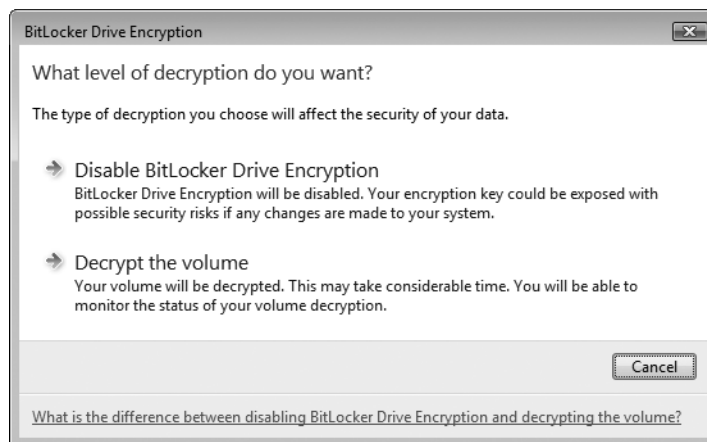 BitLocker Drive Encryption
What level of decryption do you want?
The type of decryption you choose will affect the security of your data.
Disable BitLocker Drive Encryption
BitLocker Drive Encryption will be disabled. Your encryption key could be exposed with
possible security risks if any changes are made to your system.
Decrypt the volume
Your volume will be decrypted. This may take considerable time. You will be able to
monitor the status of your volume decryption.
Cancel
What is the difference between disabling BitLocker Drive Encryption and decrypting the volume?